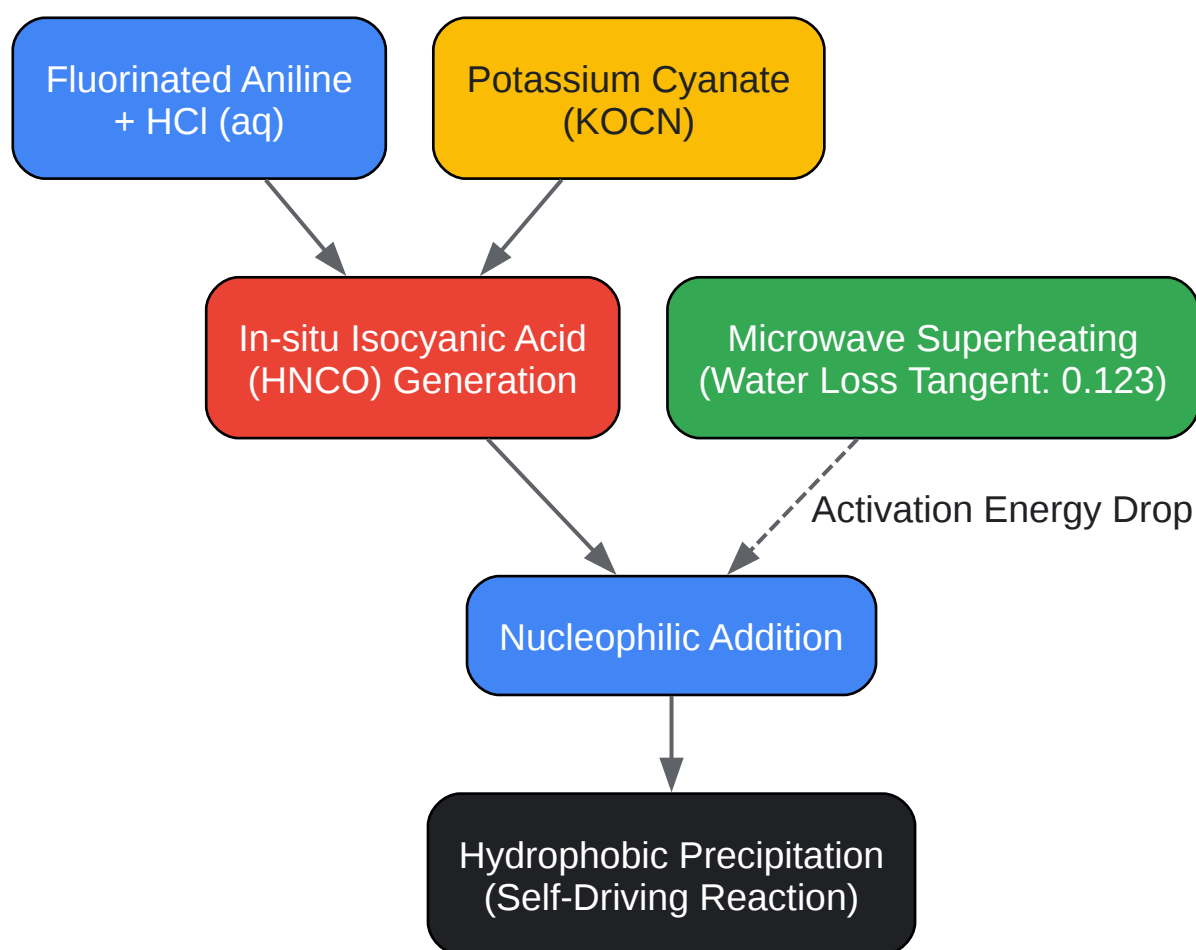 Fluorinated Aniline
+ HCl (aq)
Potassium Cyanate
(KOCN)
In-situ Isocyanic Acid
(HNCO) Generation
Microwave Superheating
(Water Loss Tangent: 0.123)
Activation Energy Drop
Nucleophilic Addition
Hydrophobic Precipitation
(Self-Driving Reaction)